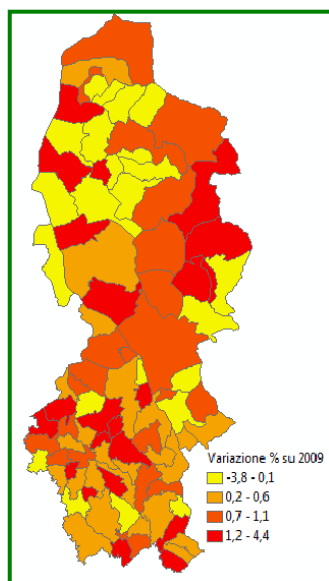 Variazione % su 2009
-3,8 - 0,1
0,2 - 0,6
0,7 - 1,1
1,2 - 4,4